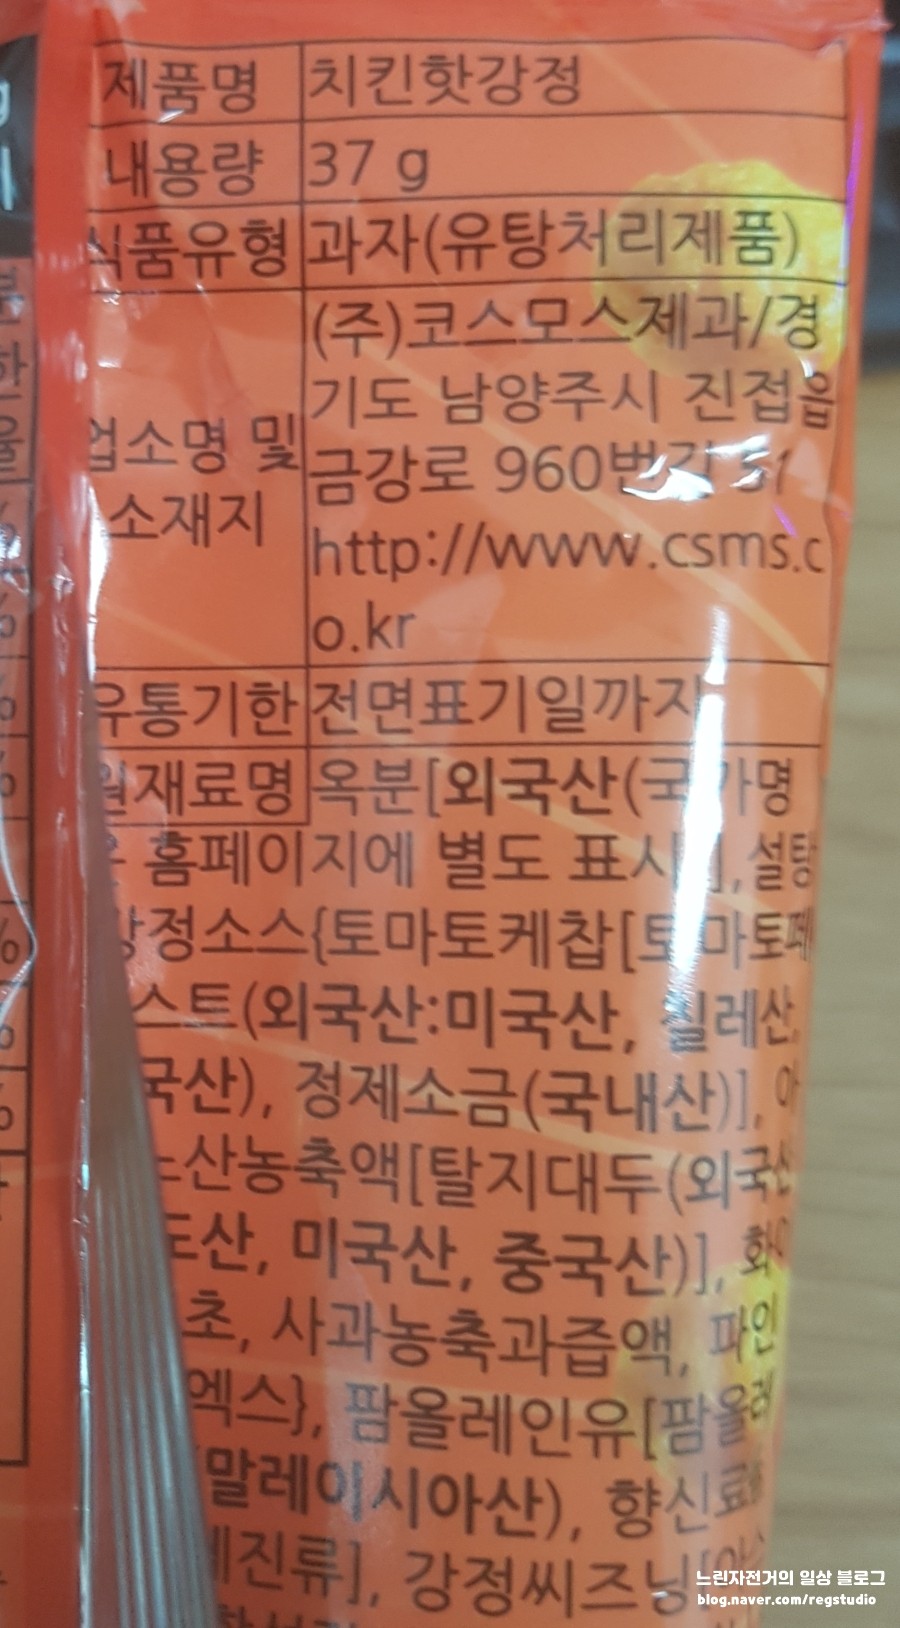 제품명 치킨핫강정
내용량 37 g
식품유형 과자(유탕처리제품)
(주)코스모스제과/경
기도 남양주시 진접읍
업소명 및 금강로 960번길
소재지
http://www.csms.c
o.kr
유통기한 전면표기일까지
원재료명 옥분[외국산(국가명
홈페이지에 별도 표시)], 설탕
강정소스{토마토케찹[토마토페이
스트(외국산:미국산, 칠레산,
국산), 정제소금(국내산)],
산농축액[탈지대두(외국산
도산, 미국산, 중국산)],
초, 사과농축과즙액, 파인
엑스}, 팜올레인유[팜올레
(말레이시아산), 향신료
진류], 강정씨즈닝
느린자전거의 일상 블로그
blog.naver.com/regstudio